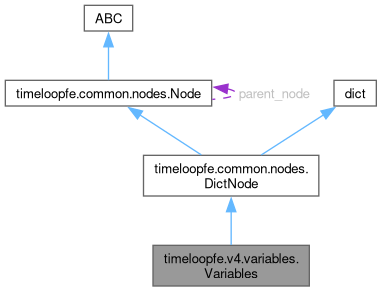 ABC
timeloopfe.common.nodes.Node
parent_node
dict
timeloopfe.common.nodes.
DictNode
timeloopfe.v4.variables.
Variables